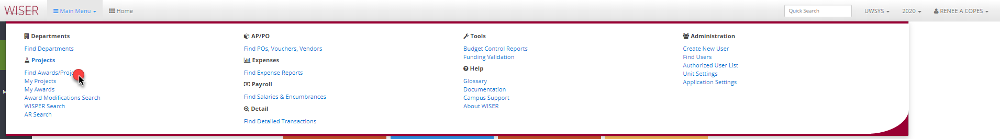 WISER Main Menu Home Quick Search UWSYS 2020 RENEE A COPES
Departments
Find Departments
Projects
Find Awards/Proje
My Projects
My Awards
Award Modifications Search
WISPER Search
AR Search
AP/PO
Find POs, Vouchers, Vendors
Expenses
Find Expense Reports
Payroll
Find Salaries & Encumbrances
Detail
Find Detailed Transactions
Tools
Budget Control Reports
Funding Validation
Help
Glossary
Documentation
Campus Support
About WISER
Administration
Create New User
Find Users
Authorized User List
Unit Settings
Application Settings